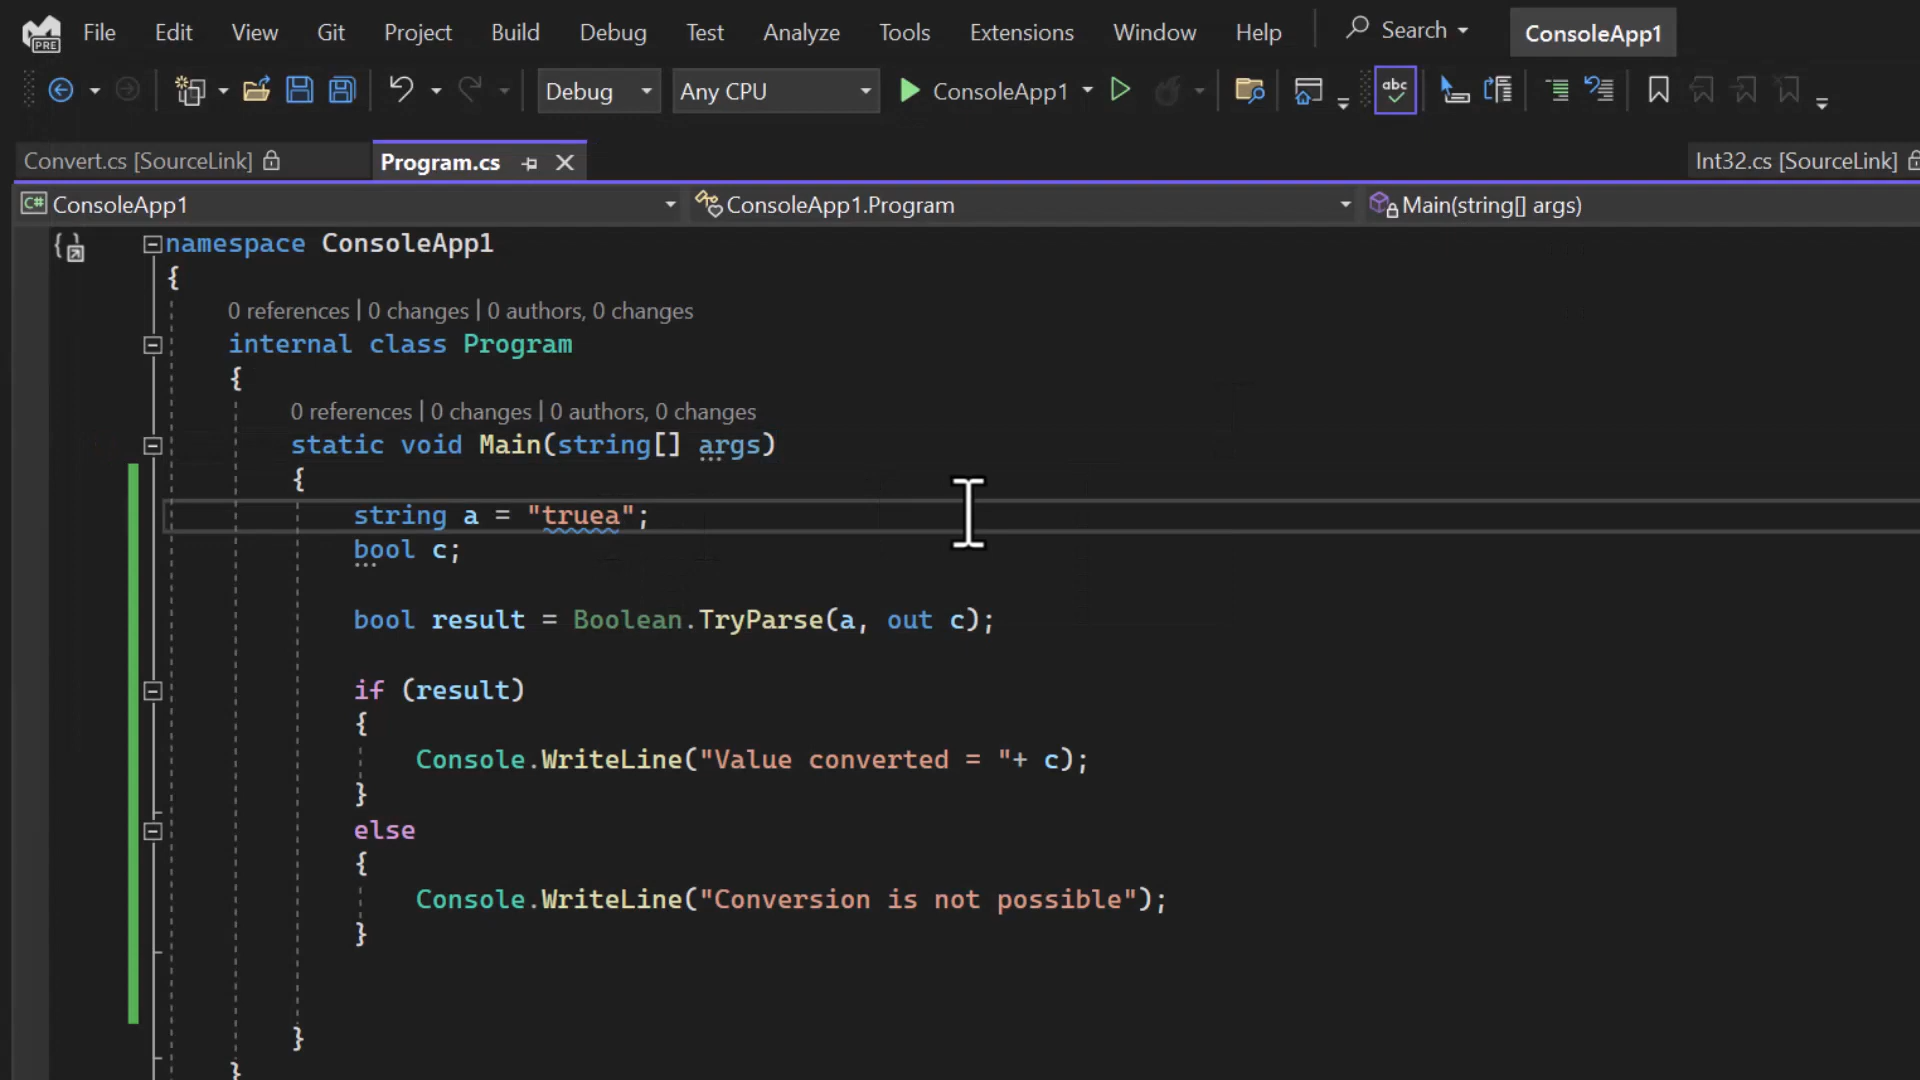 PRE File Edit View Git Project Build Debug Test Analyze Tools Extensions Window Help Search ConsoleApp1
Debug Any CPU ConsoleApp1 abc
Convert.cs [SourceLink] Program.cs Int32.cs [SourceLink]
C# ConsoleApp1 ConsoleApp1.Program Main(string[] args)
namespace ConsoleApp1
{
0 references | 0 changes | 0 authors, 0 changes
internal class Program
{
0 references | 0 changes | 0 authors, 0 changes
static void Main(string[] args)
{
string a = "truea";
bool c;
bool result = Boolean.TryParse(a, out c);
if (result)
{
Console.WriteLine("Value converted = "+ c);
}
else
{
Console.WriteLine("Conversion is not possible");
}
}
}